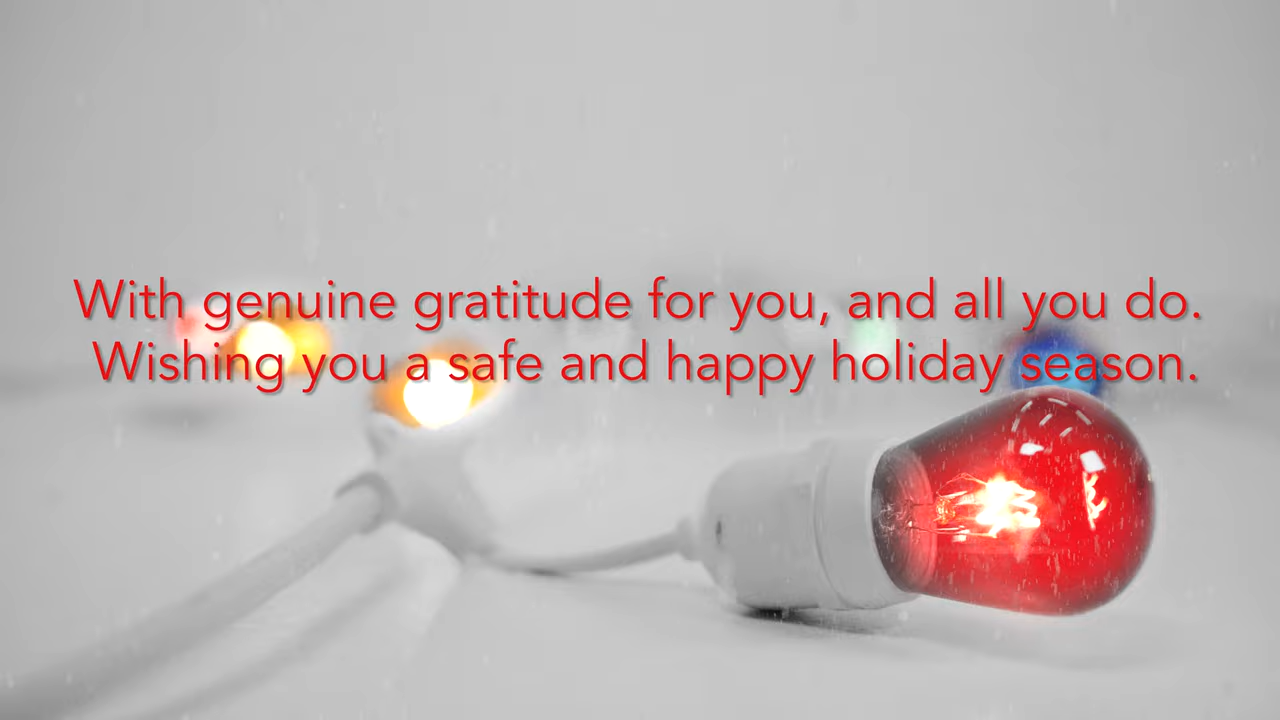 With genuine gratitude for you, and all you do.
Wishing you a safe and happy holiday season.